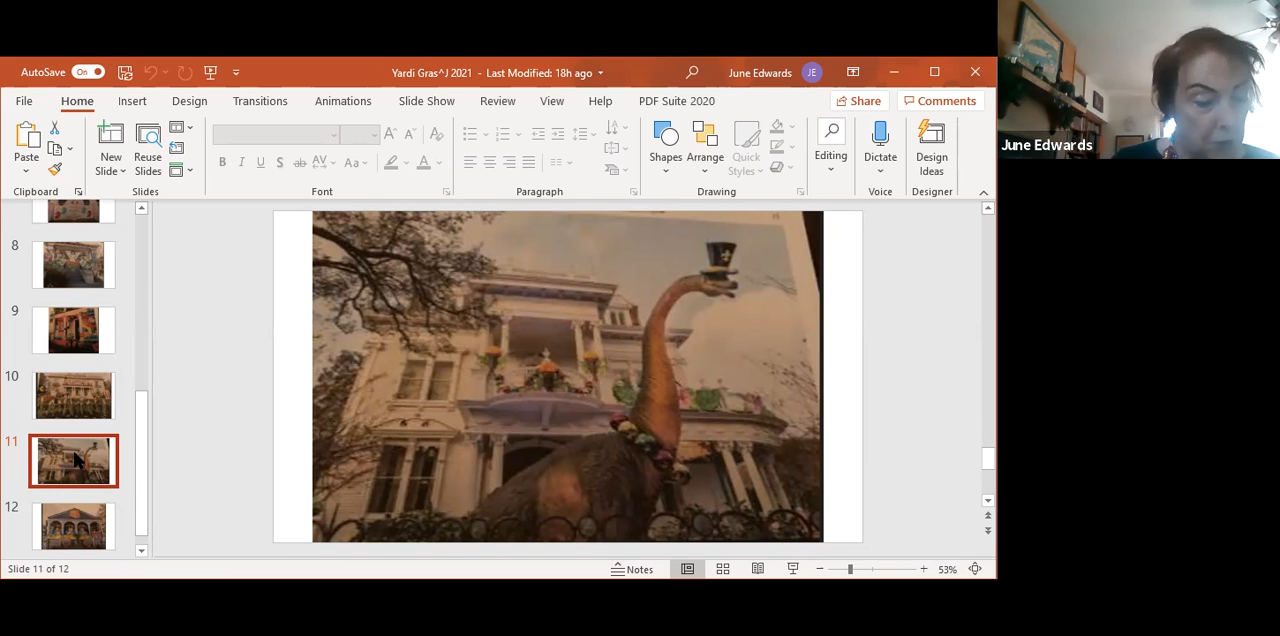 AutoSave On Yardi Gras^J 2021 - Last Modified: 18h ago June Edwards JE
File Home Insert Design Transitions Animations Slide Show Review View Help PDF Suite 2020 Share Comments
Paste New Slide Reuse Slides B I U S ab AV Aa A Shapes Arrange Quick Styles Editing Dictate Design Ideas
Clipboard Slides Font Paragraph Drawing Voice Designer
8
9
10
11
12
Slide 11 of 12 Notes 53%
June Edwards